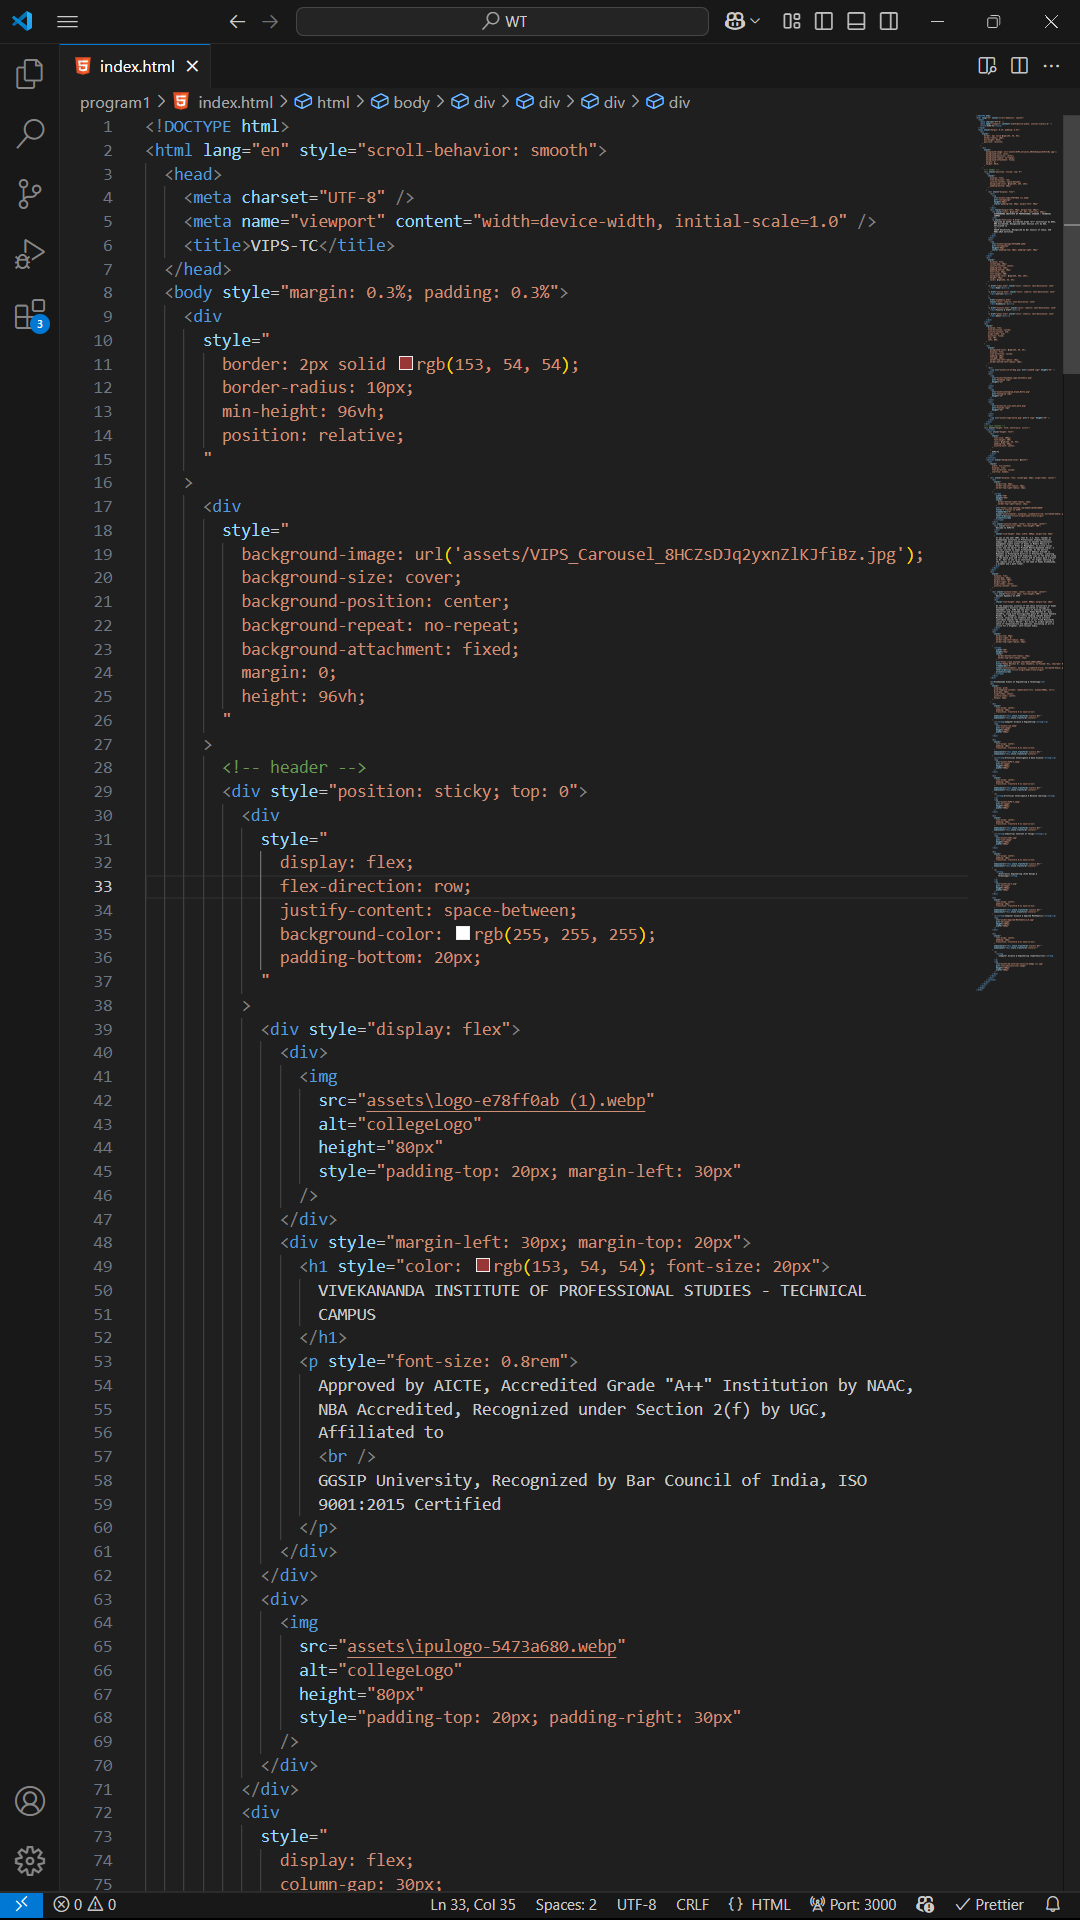 WT
index.html
program1 > index.html > html > body > div > div > div > div
1 <!DOCTYPE html>
2 <html lang="en" style="scroll-behavior: smooth">
3 <head>
4 <meta charset="UTF-8" />
5 <meta name="viewport" content="width=device-width, initial-scale=1.0" />
6 <title>VIPS-TC</title>
7 </head>
8 <body style="margin: 0.3%; padding: 0.3%">
9 <div
10 style="
11 border: 2px solid rgb(153, 54, 54);
12 border-radius: 10px;
13 min-height: 96vh;
14 position: relative;
15 "
16 >
17 <div
18 style="
19 background-image: url('assets/VIPS_Carousel_8HCZsDJq2yxnZlKJfiBz.jpg');
20 background-size: cover;
21 background-position: center;
22 background-repeat: no-repeat;
23 background-attachment: fixed;
24 margin: 0;
25 height: 96vh;
26 "
27 >
28 <!-- header -->
29 <div style="position: sticky; top: 0">
30 <div
31 style="
32 display: flex;
33 flex-direction: row;
34 justify-content: space-between;
35 background-color: rgb(255, 255, 255);
36 padding-bottom: 20px;
37 "
38 >
39 <div style="display: flex">
40 <div>
41 <img
42 src="assets\logo-e78ff0ab (1).webp"
43 alt="collegeLogo"
44 height="80px"
45 style="padding-top: 20px; margin-left: 30px"
46 />
47 </div>
48 <div style="margin-left: 30px; margin-top: 20px">
49 <h1 style="color: rgb(153, 54, 54); font-size: 20px">
50 VIVEKANANDA INSTITUTE OF PROFESSIONAL STUDIES - TECHNICAL
51 CAMPUS
52 </h1>
53 <p style="font-size: 0.8rem">
54 Approved by AICTE, Accredited Grade "A++" Institution by NAAC,
55 NBA Accredited, Recognized under Section 2(f) by UGC,
56 Affiliated to
57 <br />
58 GGSIP University, Recognized by Bar Council of India, ISO
59 9001:2015 Certified
60 </p>
61 </div>
62 </div>
63 <div>
64 <img
65 src="assets\ipulogo-5473a680.webp"
66 alt="collegeLogo"
67 height="80px"
68 style="padding-top: 20px; padding-right: 30px"
69 />
70 </div>
71 </div>
72 <div
73 style="
74 display: flex;
75 column-gap: 30px;
3
0 0 Ln 33, Col 35 Spaces: 2 UTF-8 CRLF {} HTML Port: 3000 Prettier